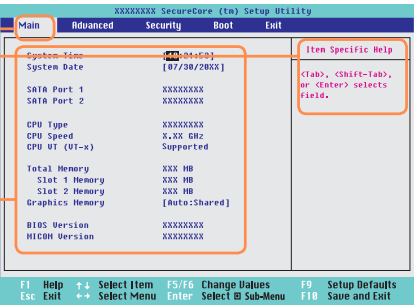 XXXXXXXX SecureCore (tm) Setup Utility
Main Advanced Security Boot Exit
System Time
System Date [07/30/20XX]
SATA Port 1 XXXXXXXX
SATA Port 2 XXXXXXXX
CPU Type XXXXXXXX
CPU Speed X.XX GHz
CPU VT (VT-x) Supported
Total Memory XXX MB
Slot 1 Memory XXX MB
Slot 2 Memory XXX MB
Graphics Memory [Auto:Shared]
BIOS Version XXXXXXXX
MICOM Version XXXXXXXX
Item Specific Help
<Tab>, <Shift-Tab>,
or <Enter> selects
field.
F1 Help ↑↓ Select Item F5/F6 Change Values F9 Setup Defaults
Esc Exit ←→ Select Menu Enter Select Sub-Menu F10 Save and Exit